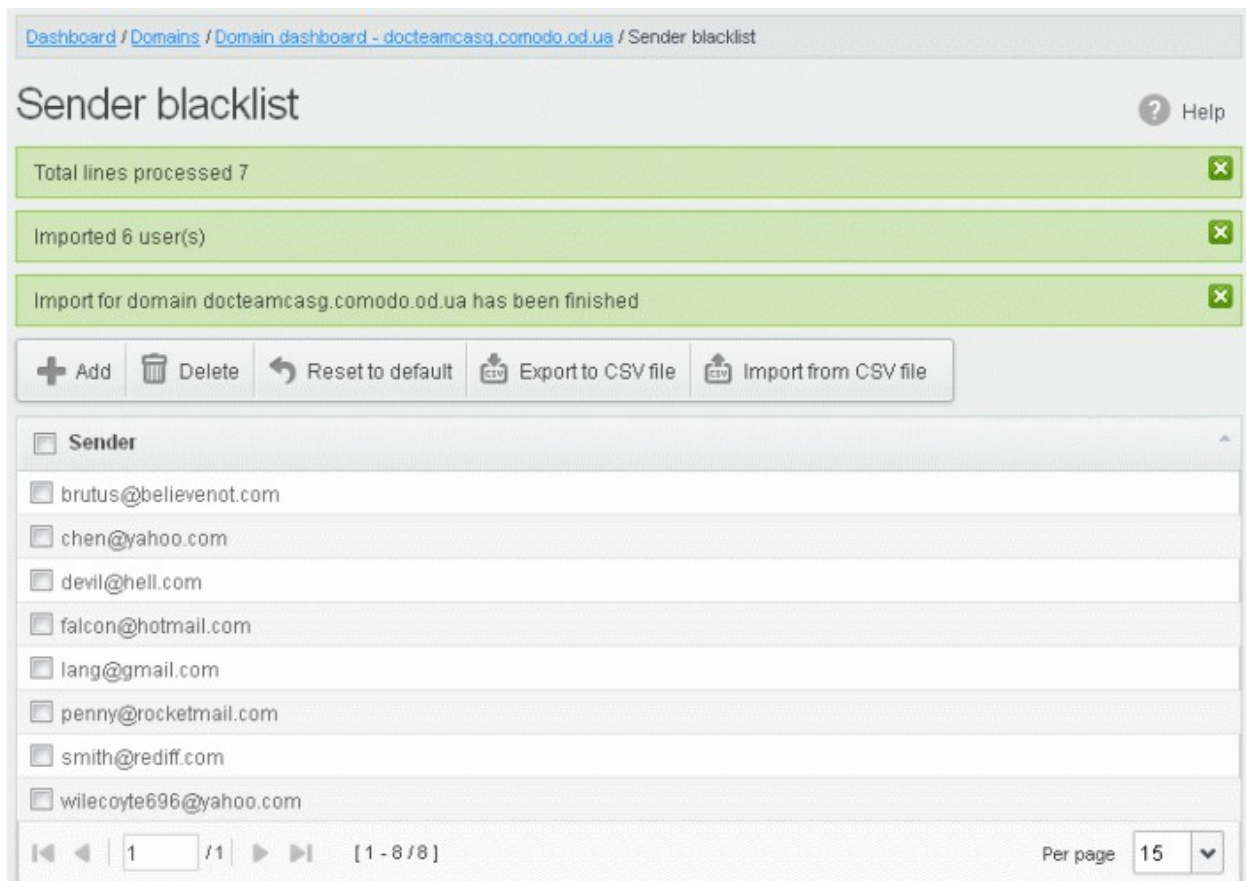 Dashboard / Domains / Domain dashboard - docteamcasg.comodo.od.ua / Sender blacklist
Sender blacklist
? Help
Total lines processed 7
Imported 6 user(s)
Import for domain docteamcasg.comodo.od.ua has been finished
Add Delete Reset to default CSV Export to CSV file CSV Import from CSV file
Sender
brutus@believenot.com
chen@yahoo.com
devil@hell.com
falcon@hotmail.com
lang@gmail.com
penny@rocketmail.com
smith@rediff.com
wilecoyte696@yahoo.com
1 /1 [1-8/8] Per page 15